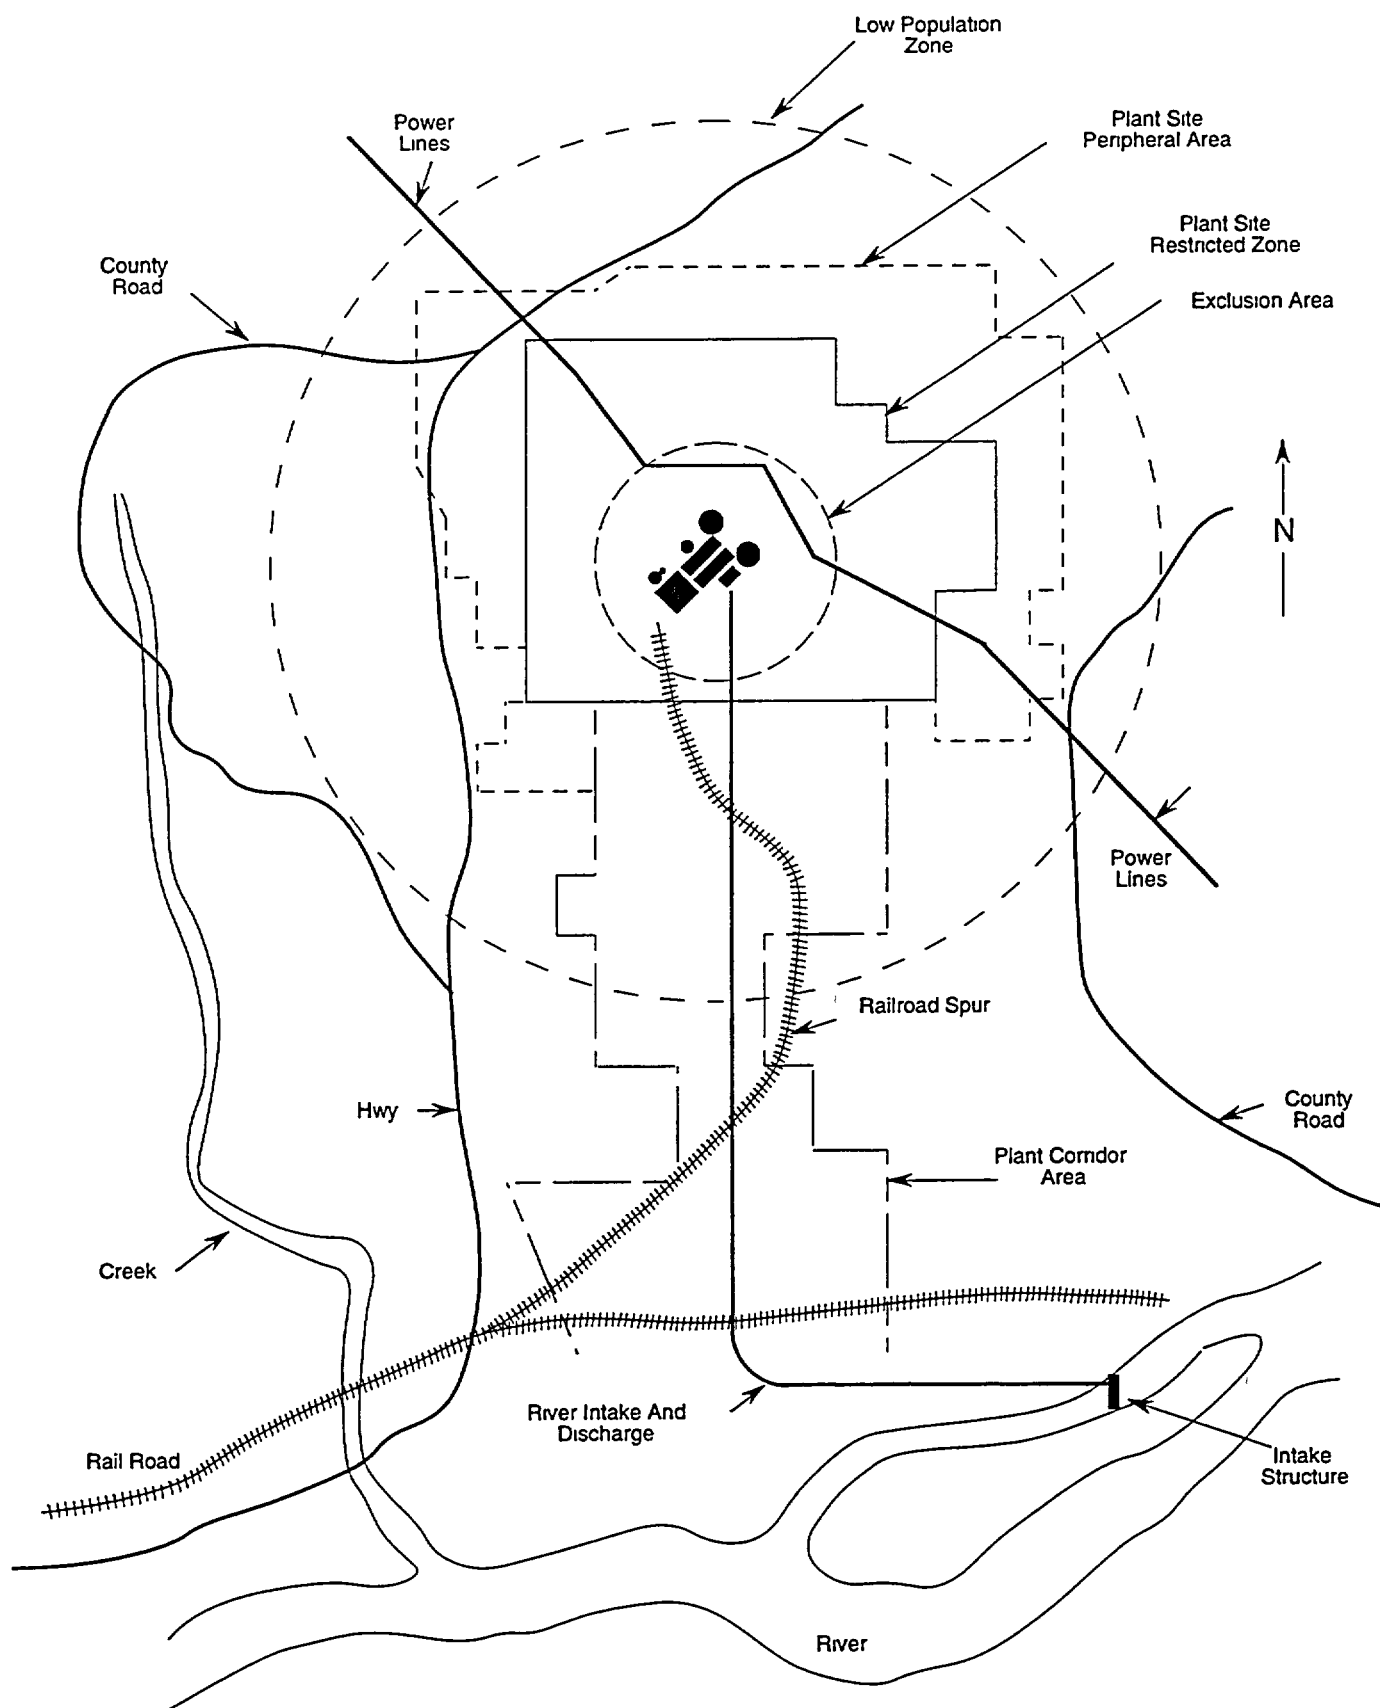 Low Population
Zone
Power
Lines
Plant Site
Peripheral Area
Plant Site
Restricted Zone
Exclusion Area
County
Road
N
Power
Lines
Railroad Spur
Hwy
County
Road
Plant Corridor
Area
Creek
River Intake And
Discharge
Rail Road
Intake
Structure
River